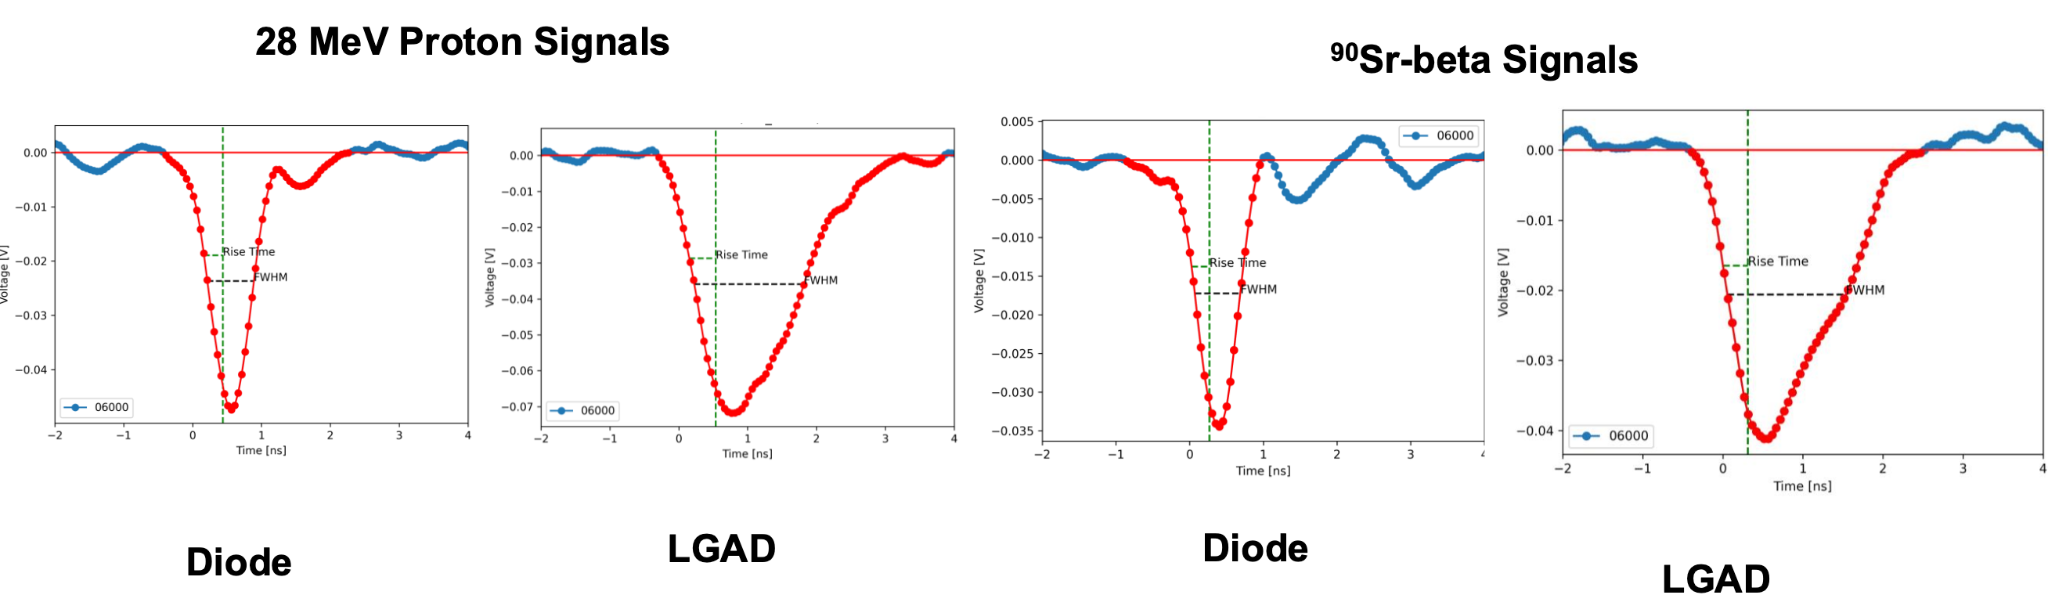 28 MeV Proton Signals
⁹⁰Sr-beta Signals
0.00
−0.01
−0.02
−0.03
−0.04
Voltage [V]
Rise Time
FWHM
06000
−2 −1 0 1 2 3 4
Time [ns]
Diode
0.00
−0.01
−0.02
−0.03
−0.04
−0.05
−0.06
−0.07
Voltage [V]
Rise Time
FWHM
06000
−2 −1 0 1 2 3 4
Time [ns]
LGAD
0.005
0.000
−0.005
−0.010
−0.015
−0.020
−0.025
−0.030
−0.035
Voltage [V]
06000
Rise Time
FWHM
−2 −1 0 1 2 3 4
Time [ns]
Diode
0.00
−0.01
−0.02
−0.03
−0.04
Voltage [V]
Rise Time
FWHM
06000
−2 −1 0 1 2 3 4
Time [ns]
LGAD